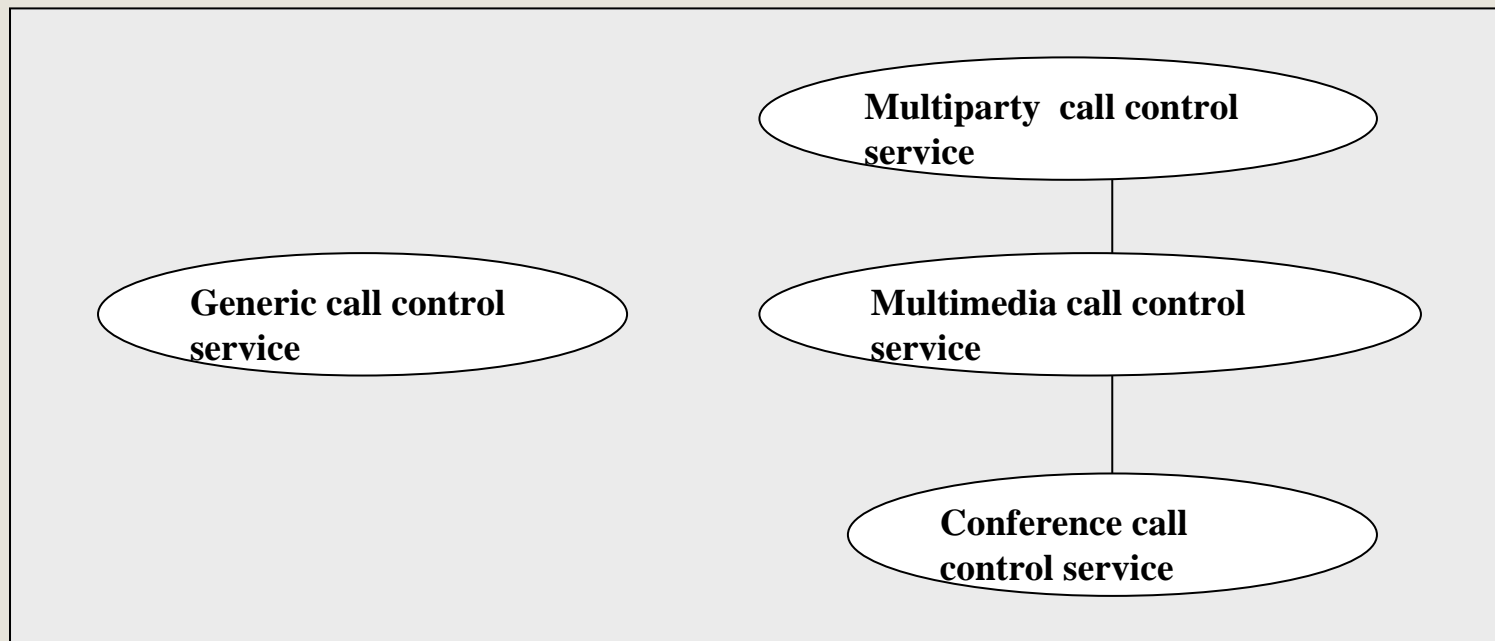 Multiparty  call control
service
Generic call control
service
Multimedia call control
service
Conference call
control service